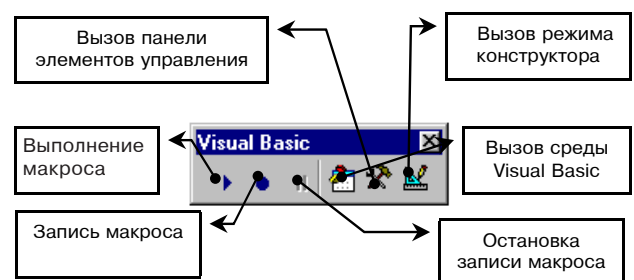 Вызов панели
элементов управления
Вызов режима
конструктора
Выполнение
макроса
Visual Basic
Вызов среды
Visual Basic
Запись макроса
Остановка
записи макроса